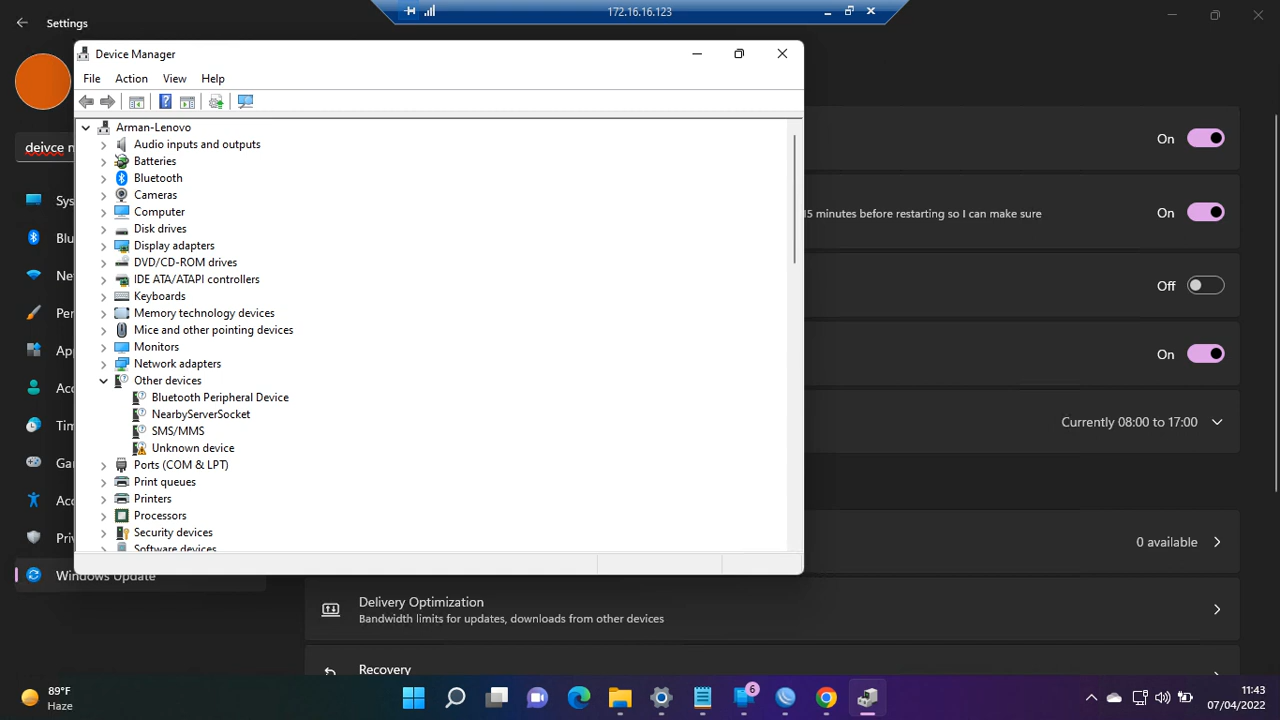 Settings
172.16.16.123
Device Manager
File Action View Help
Arman-Lenovo
Audio inputs and outputs
Batteries
Bluetooth
Cameras
Computer
Disk drives
Display adapters
DVD/CD-ROM drives
IDE ATA/ATAPI controllers
Keyboards
Memory technology devices
Mice and other pointing devices
Monitors
Network adapters
Other devices
Bluetooth Peripheral Device
NearbyServerSocket
SMS/MMS
Unknown device
Ports (COM & LPT)
Print queues
Printers
Processors
Security devices
Software devices
deivce n
Sys
Blu
Net
Per
App
Acc
Tim
Gar
Acc
Priv
Windows Update
On
15 minutes before restarting so I can make sure
On
Off
On
Currently 08:00 to 17:00
0 available
Delivery Optimization
Bandwidth limits for updates, downloads from other devices
Recovery
89°F
Haze
6
11:43
07/04/2022